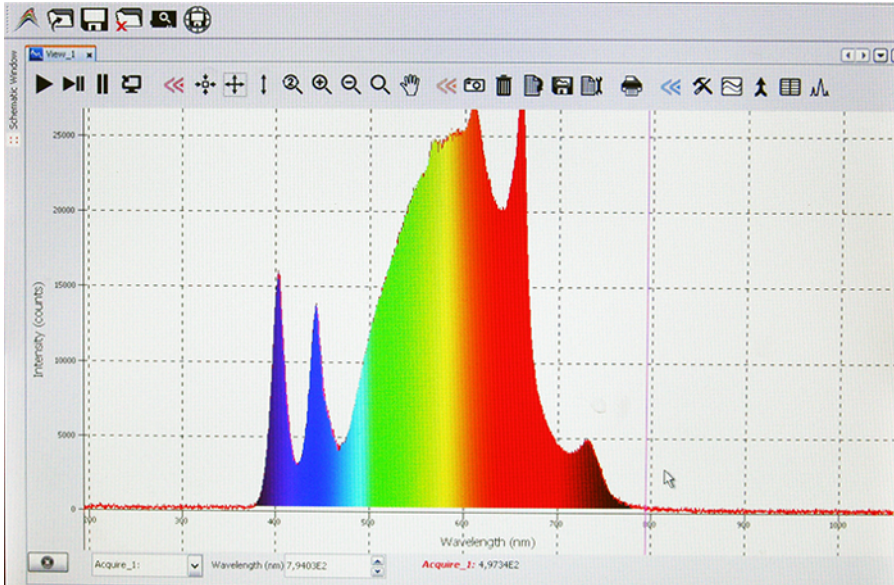 Schematic Window
View_1
Intensity (counts)
25000
20000
15000
10000
5000
0
200
300
400
500
600
700
800
900
1000
Wavelength (nm)
Acquire_1:
Wavelength (nm) 7,9403E2
Acquire_1: 4,9734E2